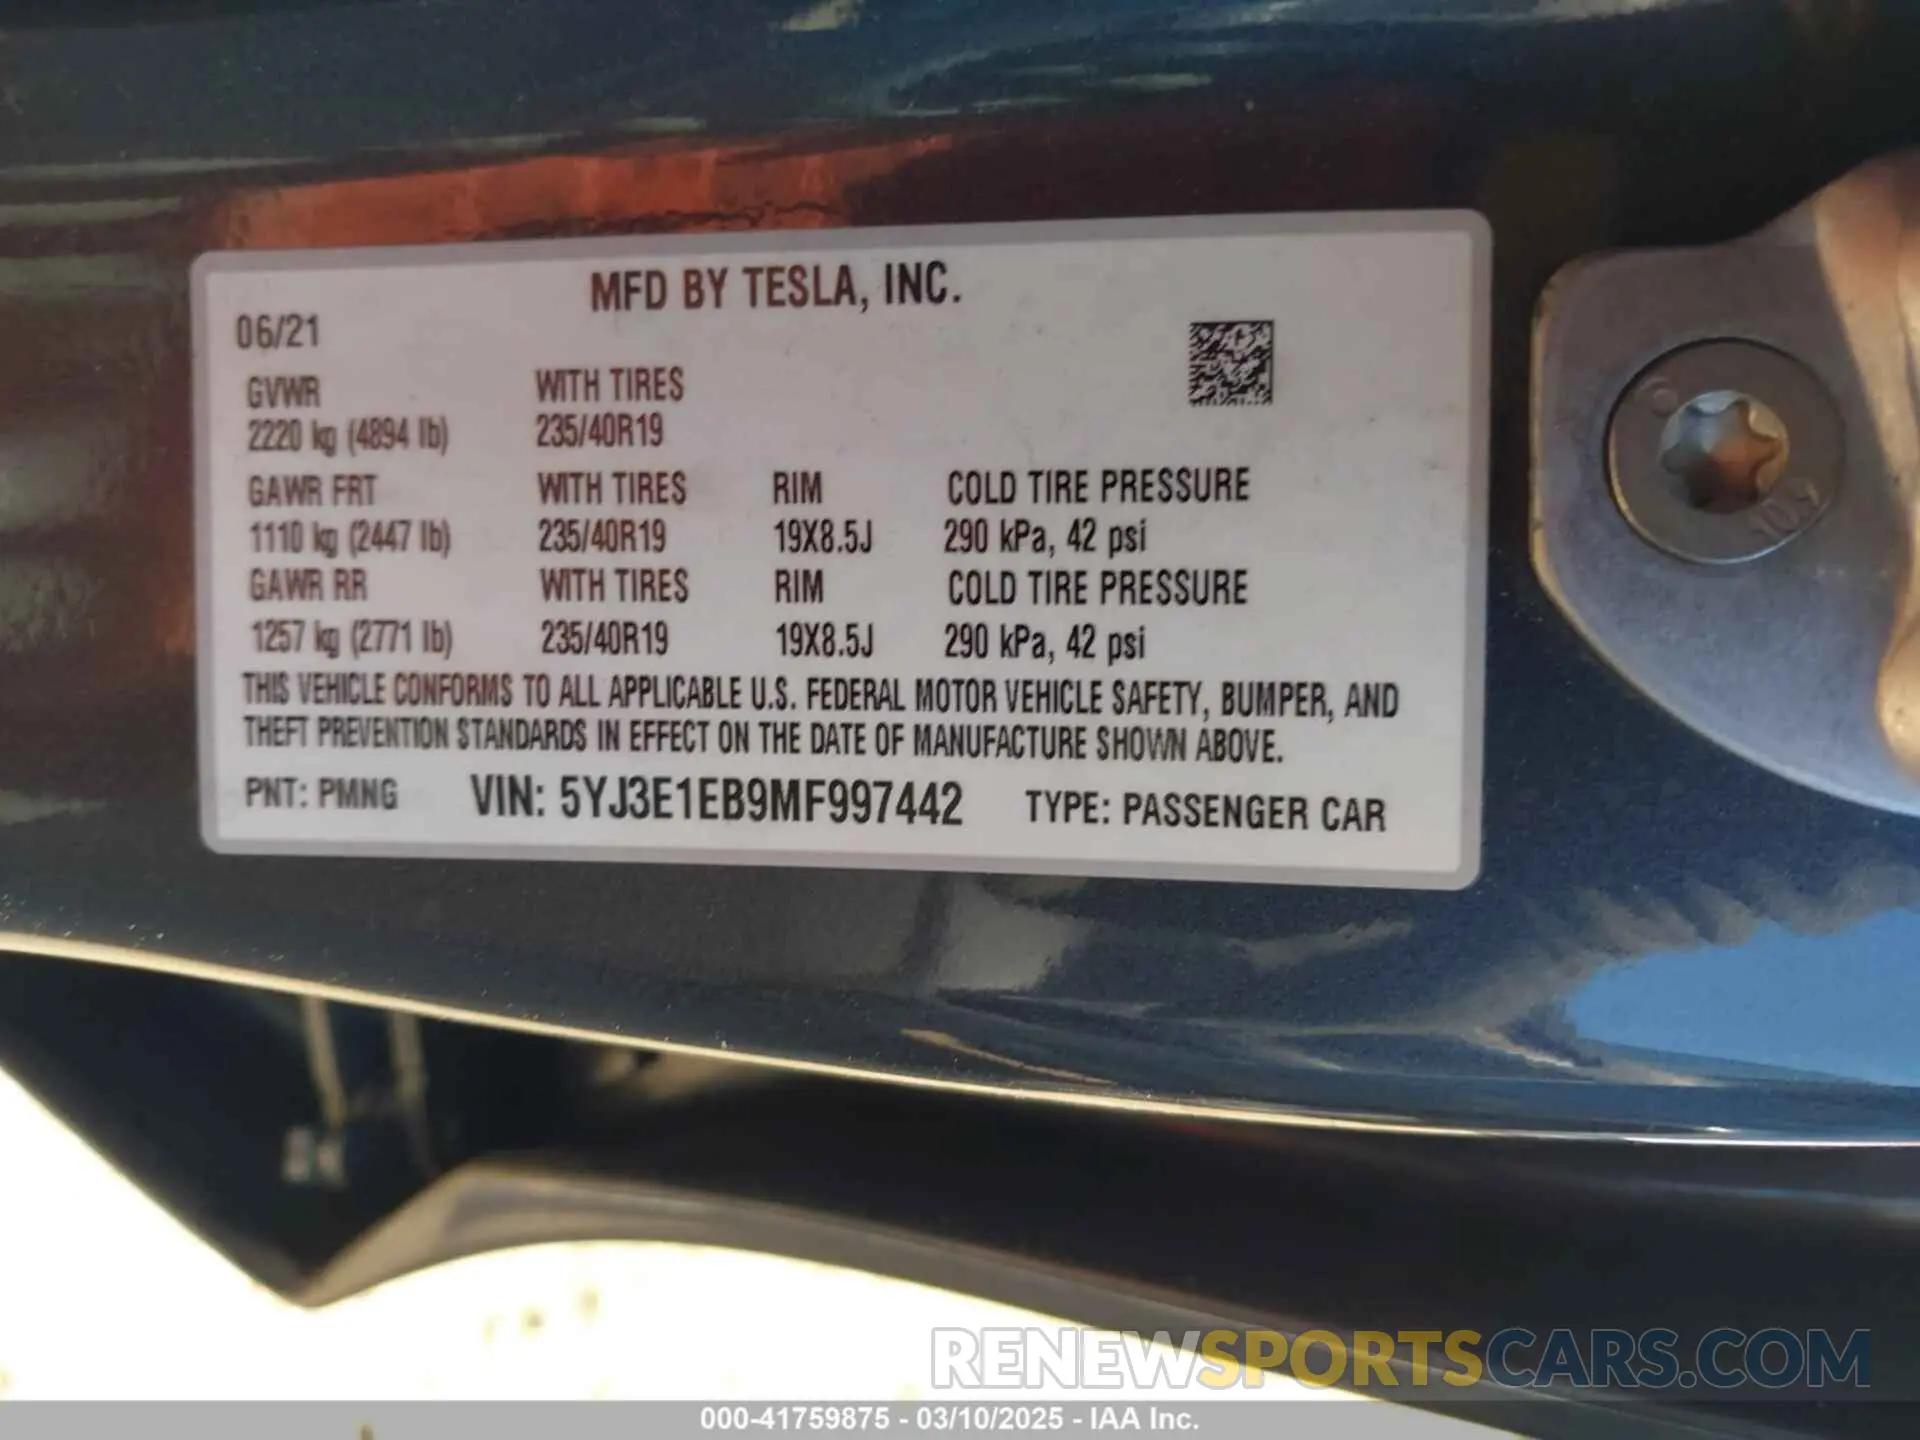 MFD BY TESLA, INC.
06/21
GVWR WITH TIRES
2220 kg (4894 lb) 235/40R19
GAWR FRT WITH TIRES RIM COLD TIRE PRESSURE
1110 kg (2447 lb) 235/40R19 19X8.5J 290 kPa, 42 psi
GAWR RR WITH TIRES RIM COLD TIRE PRESSURE
1257 kg (2771 lb) 235/40R19 19X8.5J 290 kPa, 42 psi
THIS VEHICLE CONFORMS TO ALL APPLICABLE U.S. FEDERAL MOTOR VEHICLE SAFETY, BUMPER, AND
THEFT PREVENTION STANDARDS IN EFFECT ON THE DATE OF MANUFACTURE SHOWN ABOVE.
PNT: PMNG VIN: 5YJ3E1EB9MF997442 TYPE: PASSENGER CAR
RENEWSPORTSCARS.COM
000-41759875 - 03/10/2025 - IAA Inc.